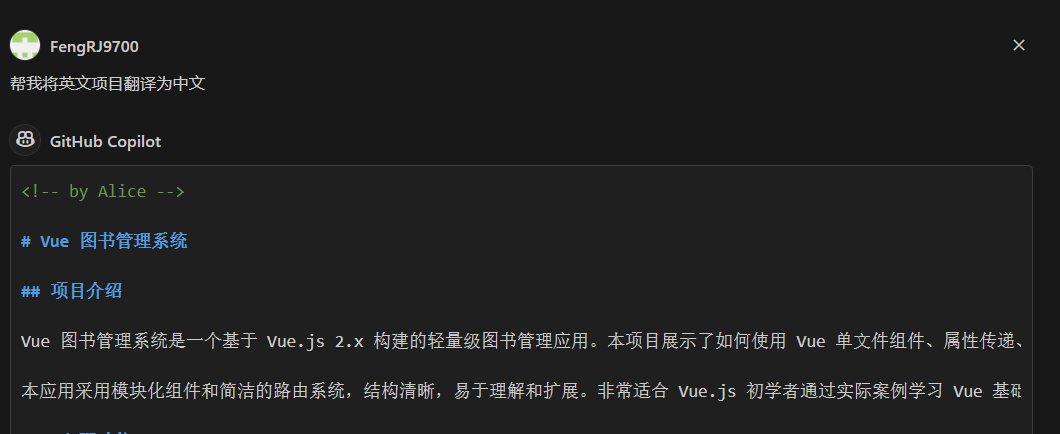 FengRJ9700
帮我将英文项目翻译为中文
GitHub Copilot
<!-- by Alice -->
# Vue 图书管理系统
## 项目介绍
Vue 图书管理系统是一个基于 Vue.js 2.x 构建的轻量级图书管理应用。本项目展示了如何使用 Vue 单文件组件、属性传递、
本应用采用模块化组件和简洁的路由系统，结构清晰，易于理解和扩展。非常适合 Vue.js 初学者通过实际案例学习 Vue 基础